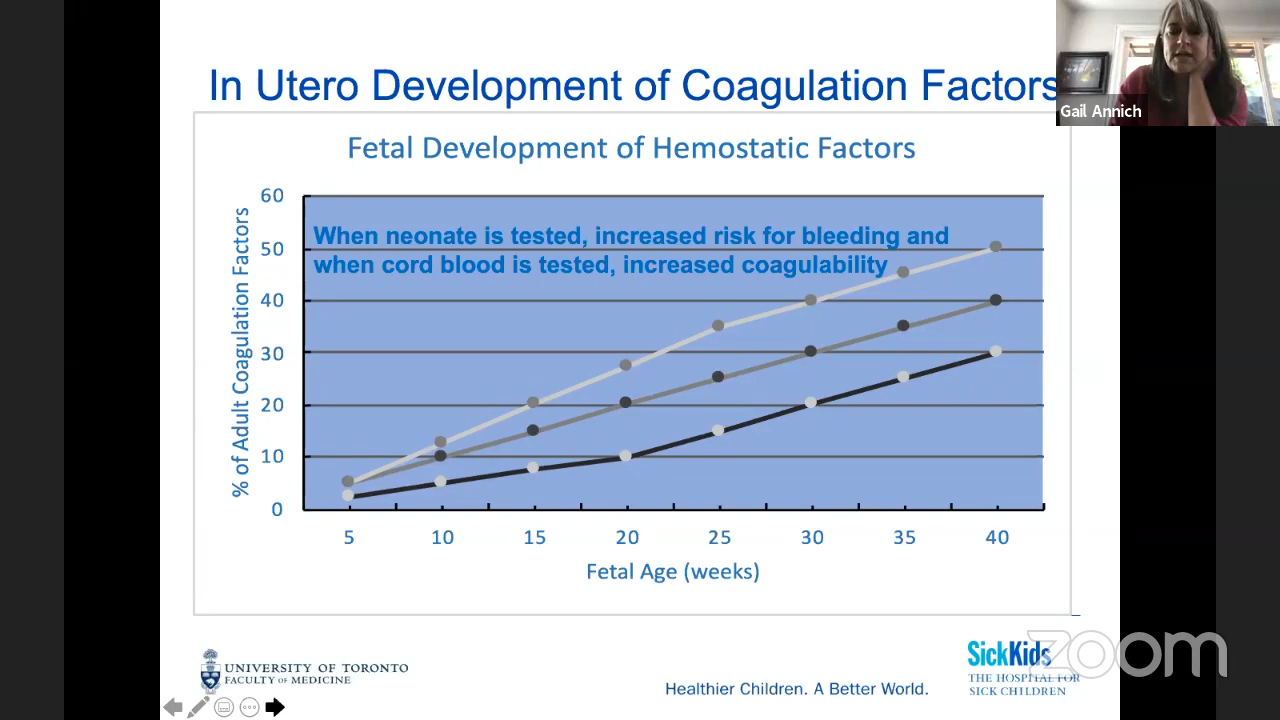 In Utero Development of Coagulation Factors
Gail Annich
Fetal Development of Hemostatic Factors
% of Adult Coagulation Factors
60
50
40
30
20
10
0
When neonate is tested, increased risk for bleeding and
when cord blood is tested, increased coagulability
5 10 15 20 25 30 35 40
Fetal Age (weeks)
UNIVERSITY OF TORONTO
FACULTY OF MEDICINE
Healthier Children. A Better World.
SickKids
THE HOSPITAL FOR
SICK CHILDREN
zoom